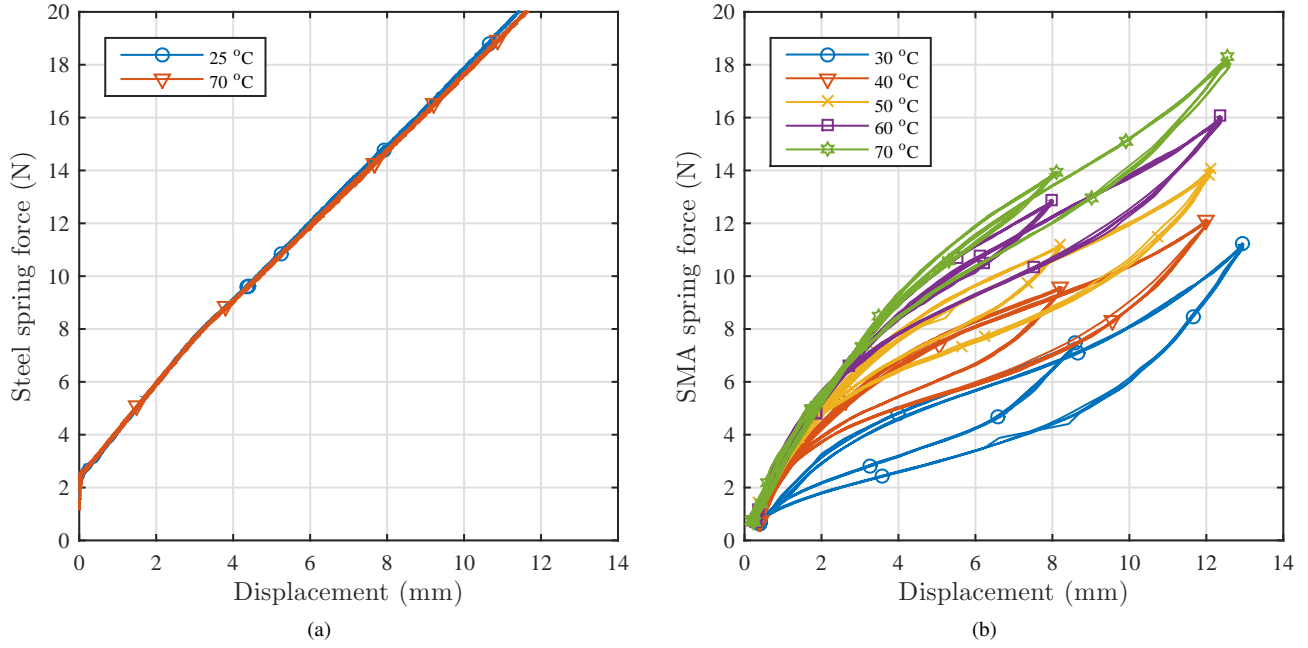 20
18
16
14
12
10
8
6
4
2
0
Steel spring force (N)
25 °C
70 °C
0 2 4 6 8 10 12 14
Displacement (mm)
(a)
20
18
16
14
12
10
8
6
4
2
0
SMA spring force (N)
30 °C
40 °C
50 °C
60 °C
70 °C
0 2 4 6 8 10 12 14
Displacement (mm)
(b)